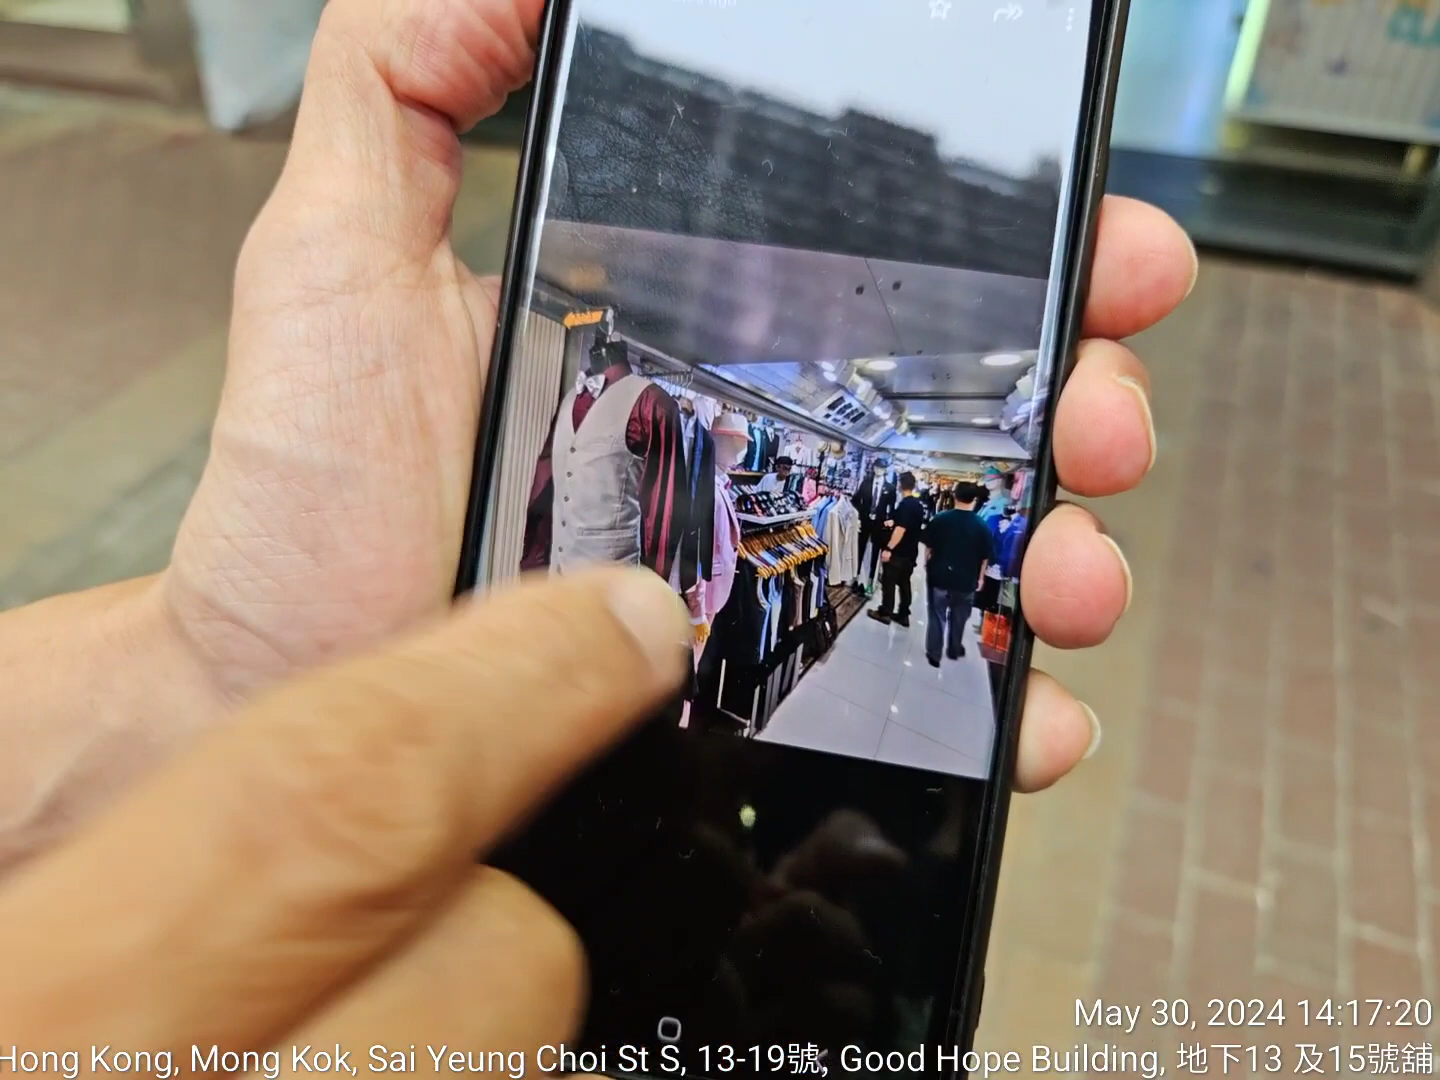 May 30, 2024 14:17:20
Hong Kong, Mong Kok, Sai Yeung Choi St S, 13-19號, Good Hope Building, 地下13 及15號舖